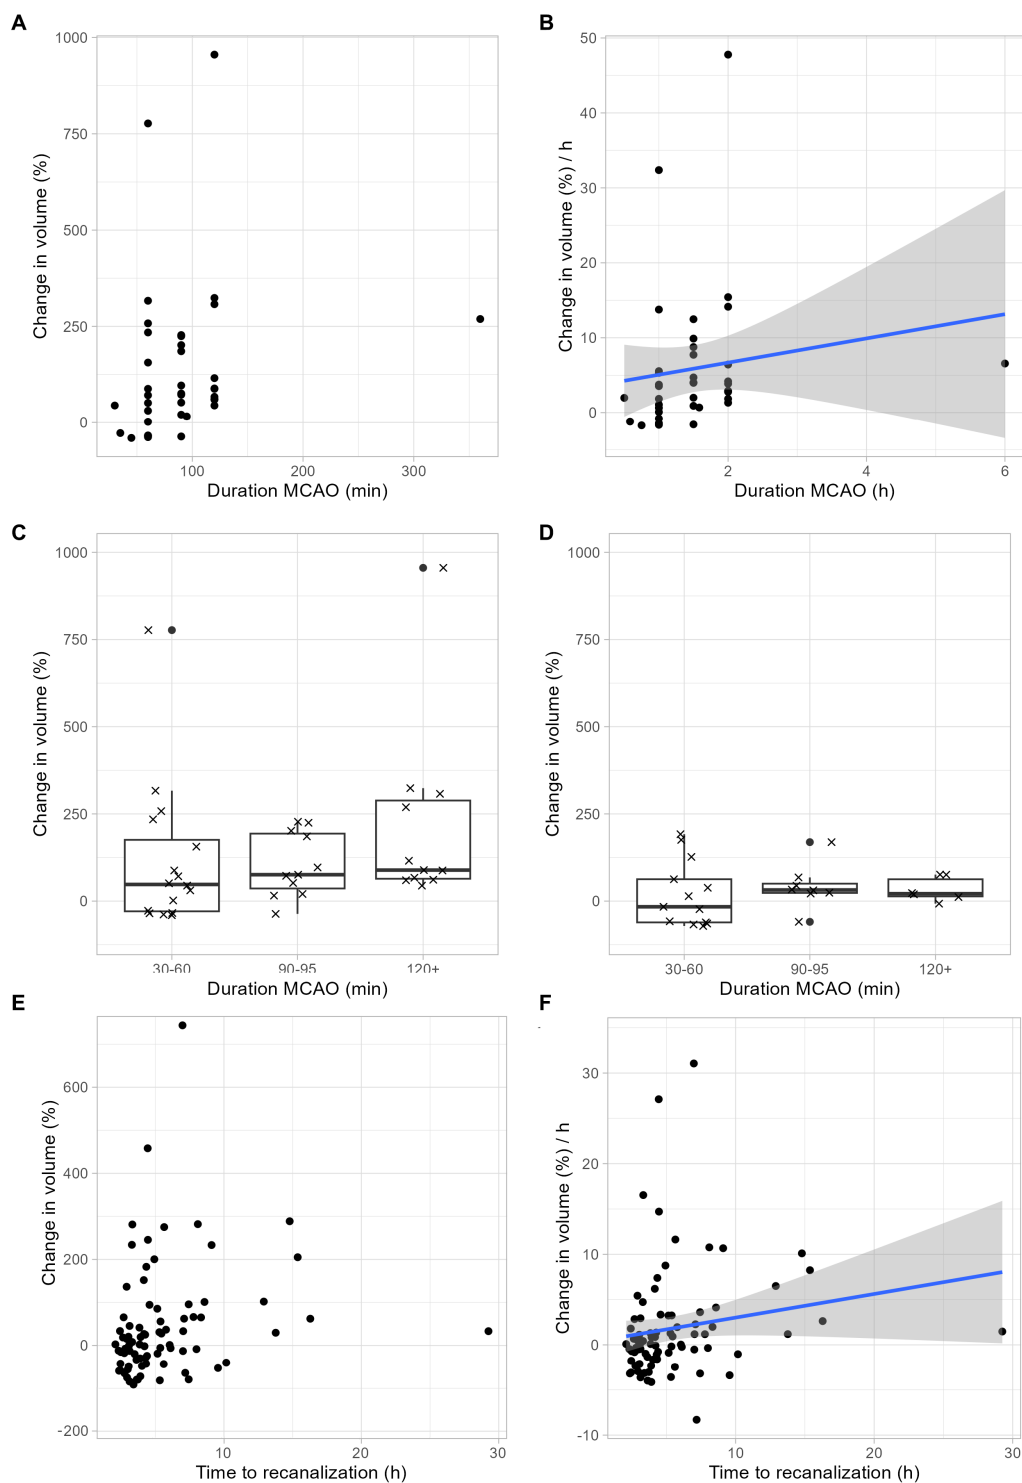 A
B
1000
750
500
250
0
Change in volume (%)
100
200
300
Duration MCAO (min)
50
40
30
20
10
0
Change in volume (%) / h
2
4
6
Duration MCAO (h)
C
D
1000
750
500
250
0
Change in volume (%)
30-60
90-95
120+
Duration MCAO (min)
1000
750
500
250
0
Change in volume (%)
30-60
90-95
120+
Duration MCAO (min)
E
F
600
400
200
0
-200
Change in volume (%)
10
20
30
Time to recanalization (h)
30
20
10
0
-10
Change in volume (%) / h
10
20
30
Time to recanalization (h)